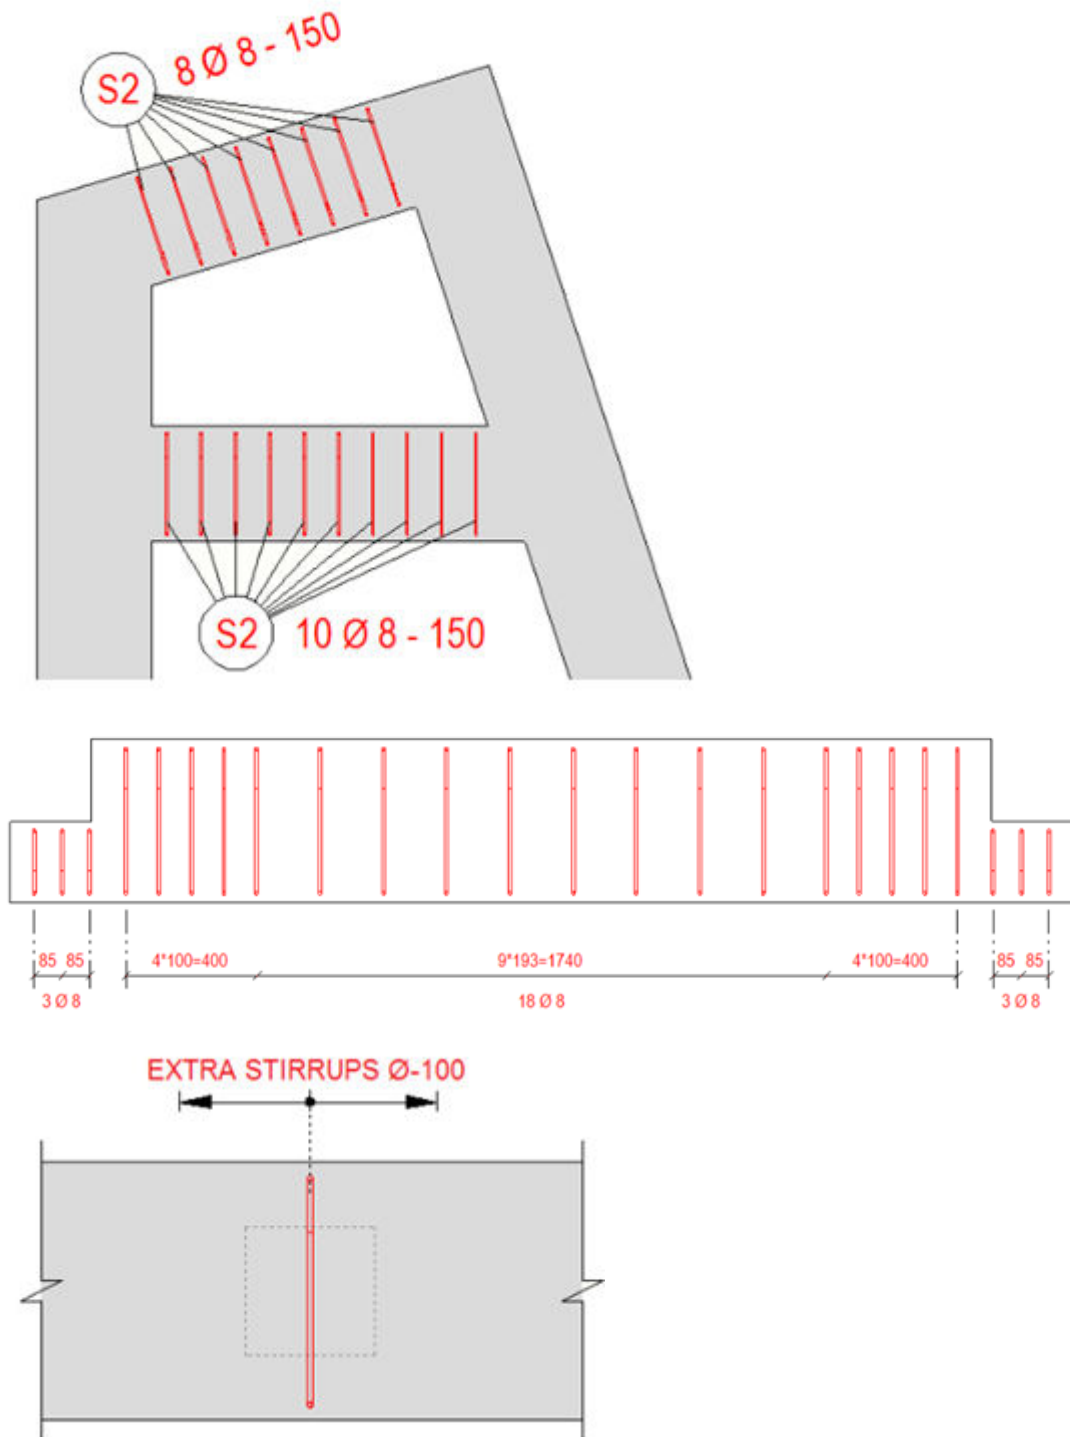 8 Ø 8 - 150
S2
S2
10 Ø 8 - 150
85 85 4*100=400 9*193=1740 4*100=400 85 85
3 Ø 8 18 Ø 8 3 Ø 8
EXTRA STIRRUPS Ø-100